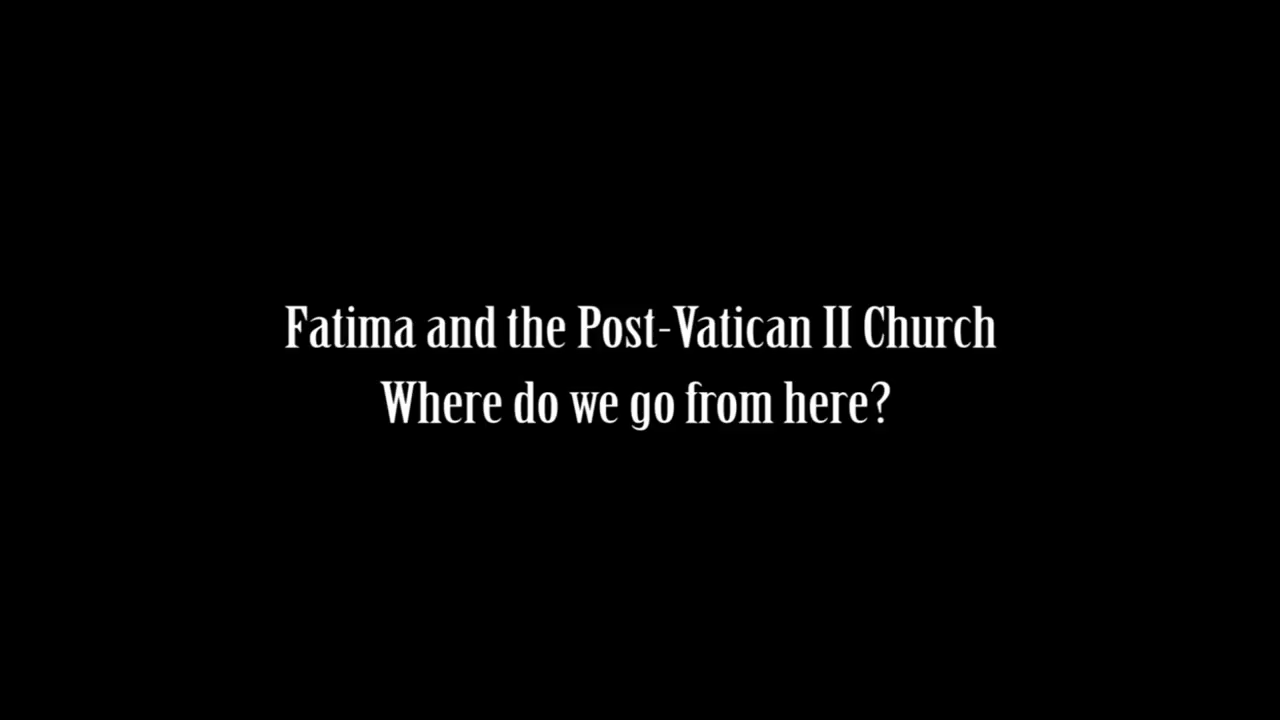 Fatima and the Post-Vatican II Church
Where do we go from here?